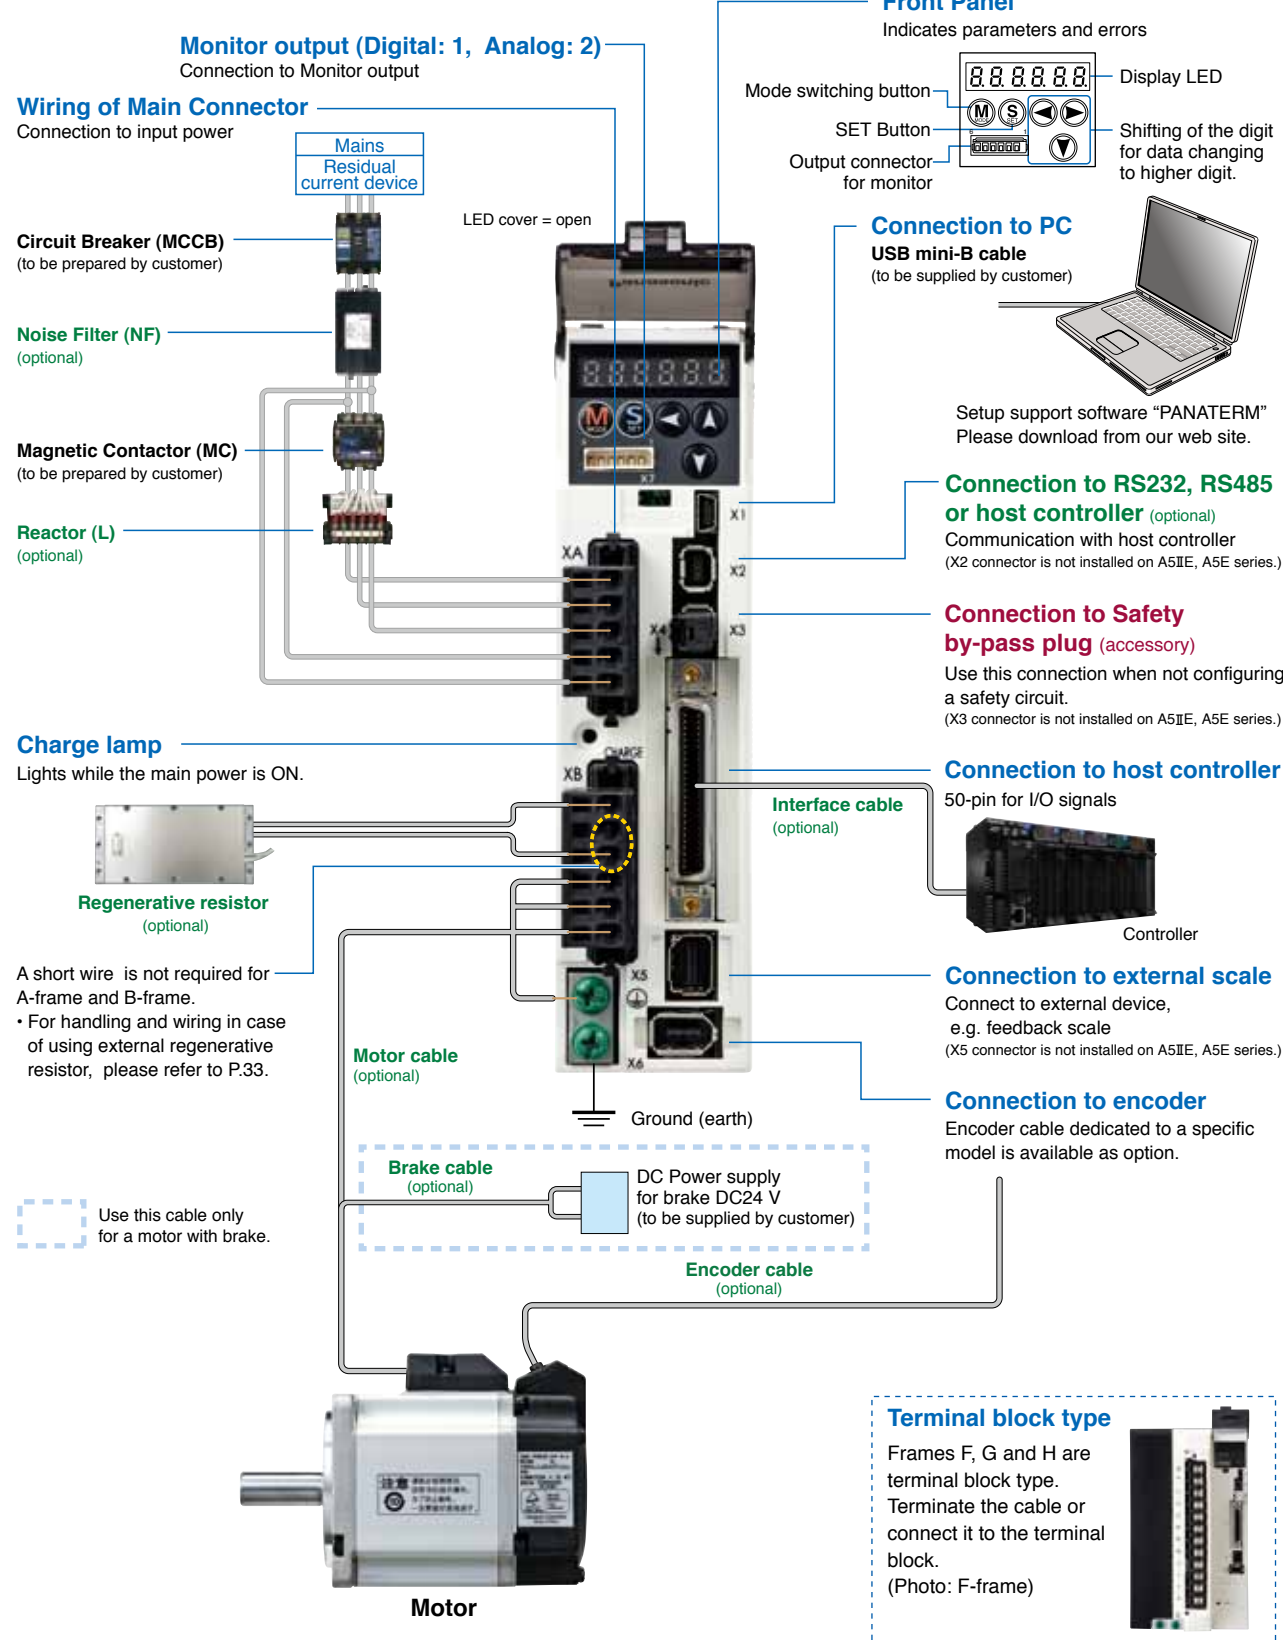 Front Panel
Indicates parameters and errors
Monitor output (Digital: 1, Analog: 2)
Connection to Monitor output
Display LED
Mode switching button
M
MODE
S
SET
SET Button
6
1
Shifting of the digit
for data changing
to higher digit.
Output connector
for monitor
Wiring of Main Connector
Connection to input power
Mains
Residual
current device
LED cover = open
Circuit Breaker (MCCB)
(to be prepared by customer)
Noise Filter (NF)
(optional)
Magnetic Contactor (MC)
(to be prepared by customer)
Reactor (L)
(optional)
Connection to PC
USB mini-B cable
(to be supplied by customer)
Setup support software “PANATERM”
Please download from our web site.
Panasonic
M
MODE
S
SET
X7
X1
XA
X2
X3
X4
Connection to RS232, RS485
or host controller (optional)
Communication with host controller
(X2 connector is not installed on A5ⅡE, A5E series.)
Connection to Safety
by-pass plug (accessory)
Use this connection when not configuring
a safety circuit.
(X3 connector is not installed on A5ⅡE, A5E series.)
Charge lamp
Lights while the main power is ON.
CHARGE
XB
Connection to host controller
50-pin for I/O signals
Interface cable
(optional)
Controller
Regenerative resistor
(optional)
A short wire is not required for
A-frame and B-frame.
• For handling and wiring in case
of using external regenerative
resistor, please refer to P.33.
X5
X6
Connection to external scale
Connect to external device,
e.g. feedback scale
(X5 connector is not installed on A5ⅡE, A5E series.)
Motor cable
(optional)
Ground (earth)
Connection to encoder
Encoder cable dedicated to a specific
model is available as option.
Brake cable
(optional)
DC Power supply
for brake DC24 V
(to be supplied by customer)
Use this cable only
for a motor with brake.
Encoder cable
(optional)
Motor
Terminal block type
Frames F, G and H are
terminal block type.
Terminate the cable or
connect it to the terminal
block.
(Photo: F-frame)